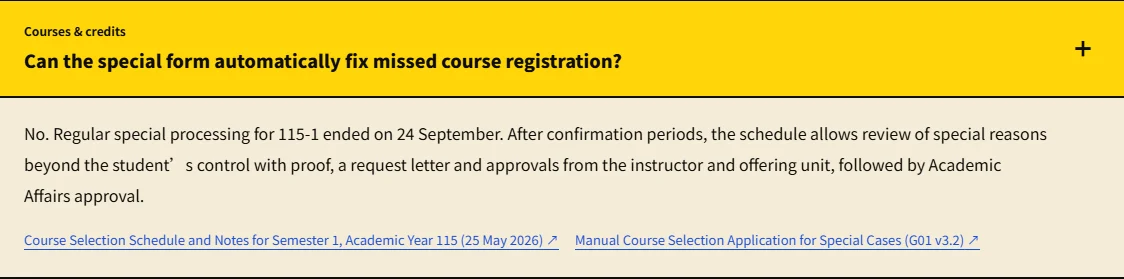 Courses & credits
Can the special form automatically fix missed course registration?
+
No. Regular special processing for 115-1 ended on 24 September. After confirmation periods, the schedule allows review of special reasons
beyond the student’s control with proof, a request letter and approvals from the instructor and offering unit, followed by Academic
Affairs approval.
Course Selection Schedule and Notes for Semester 1, Academic Year 115 (25 May 2026) ↗ Manual Course Selection Application for Special Cases (G01 v3.2) ↗